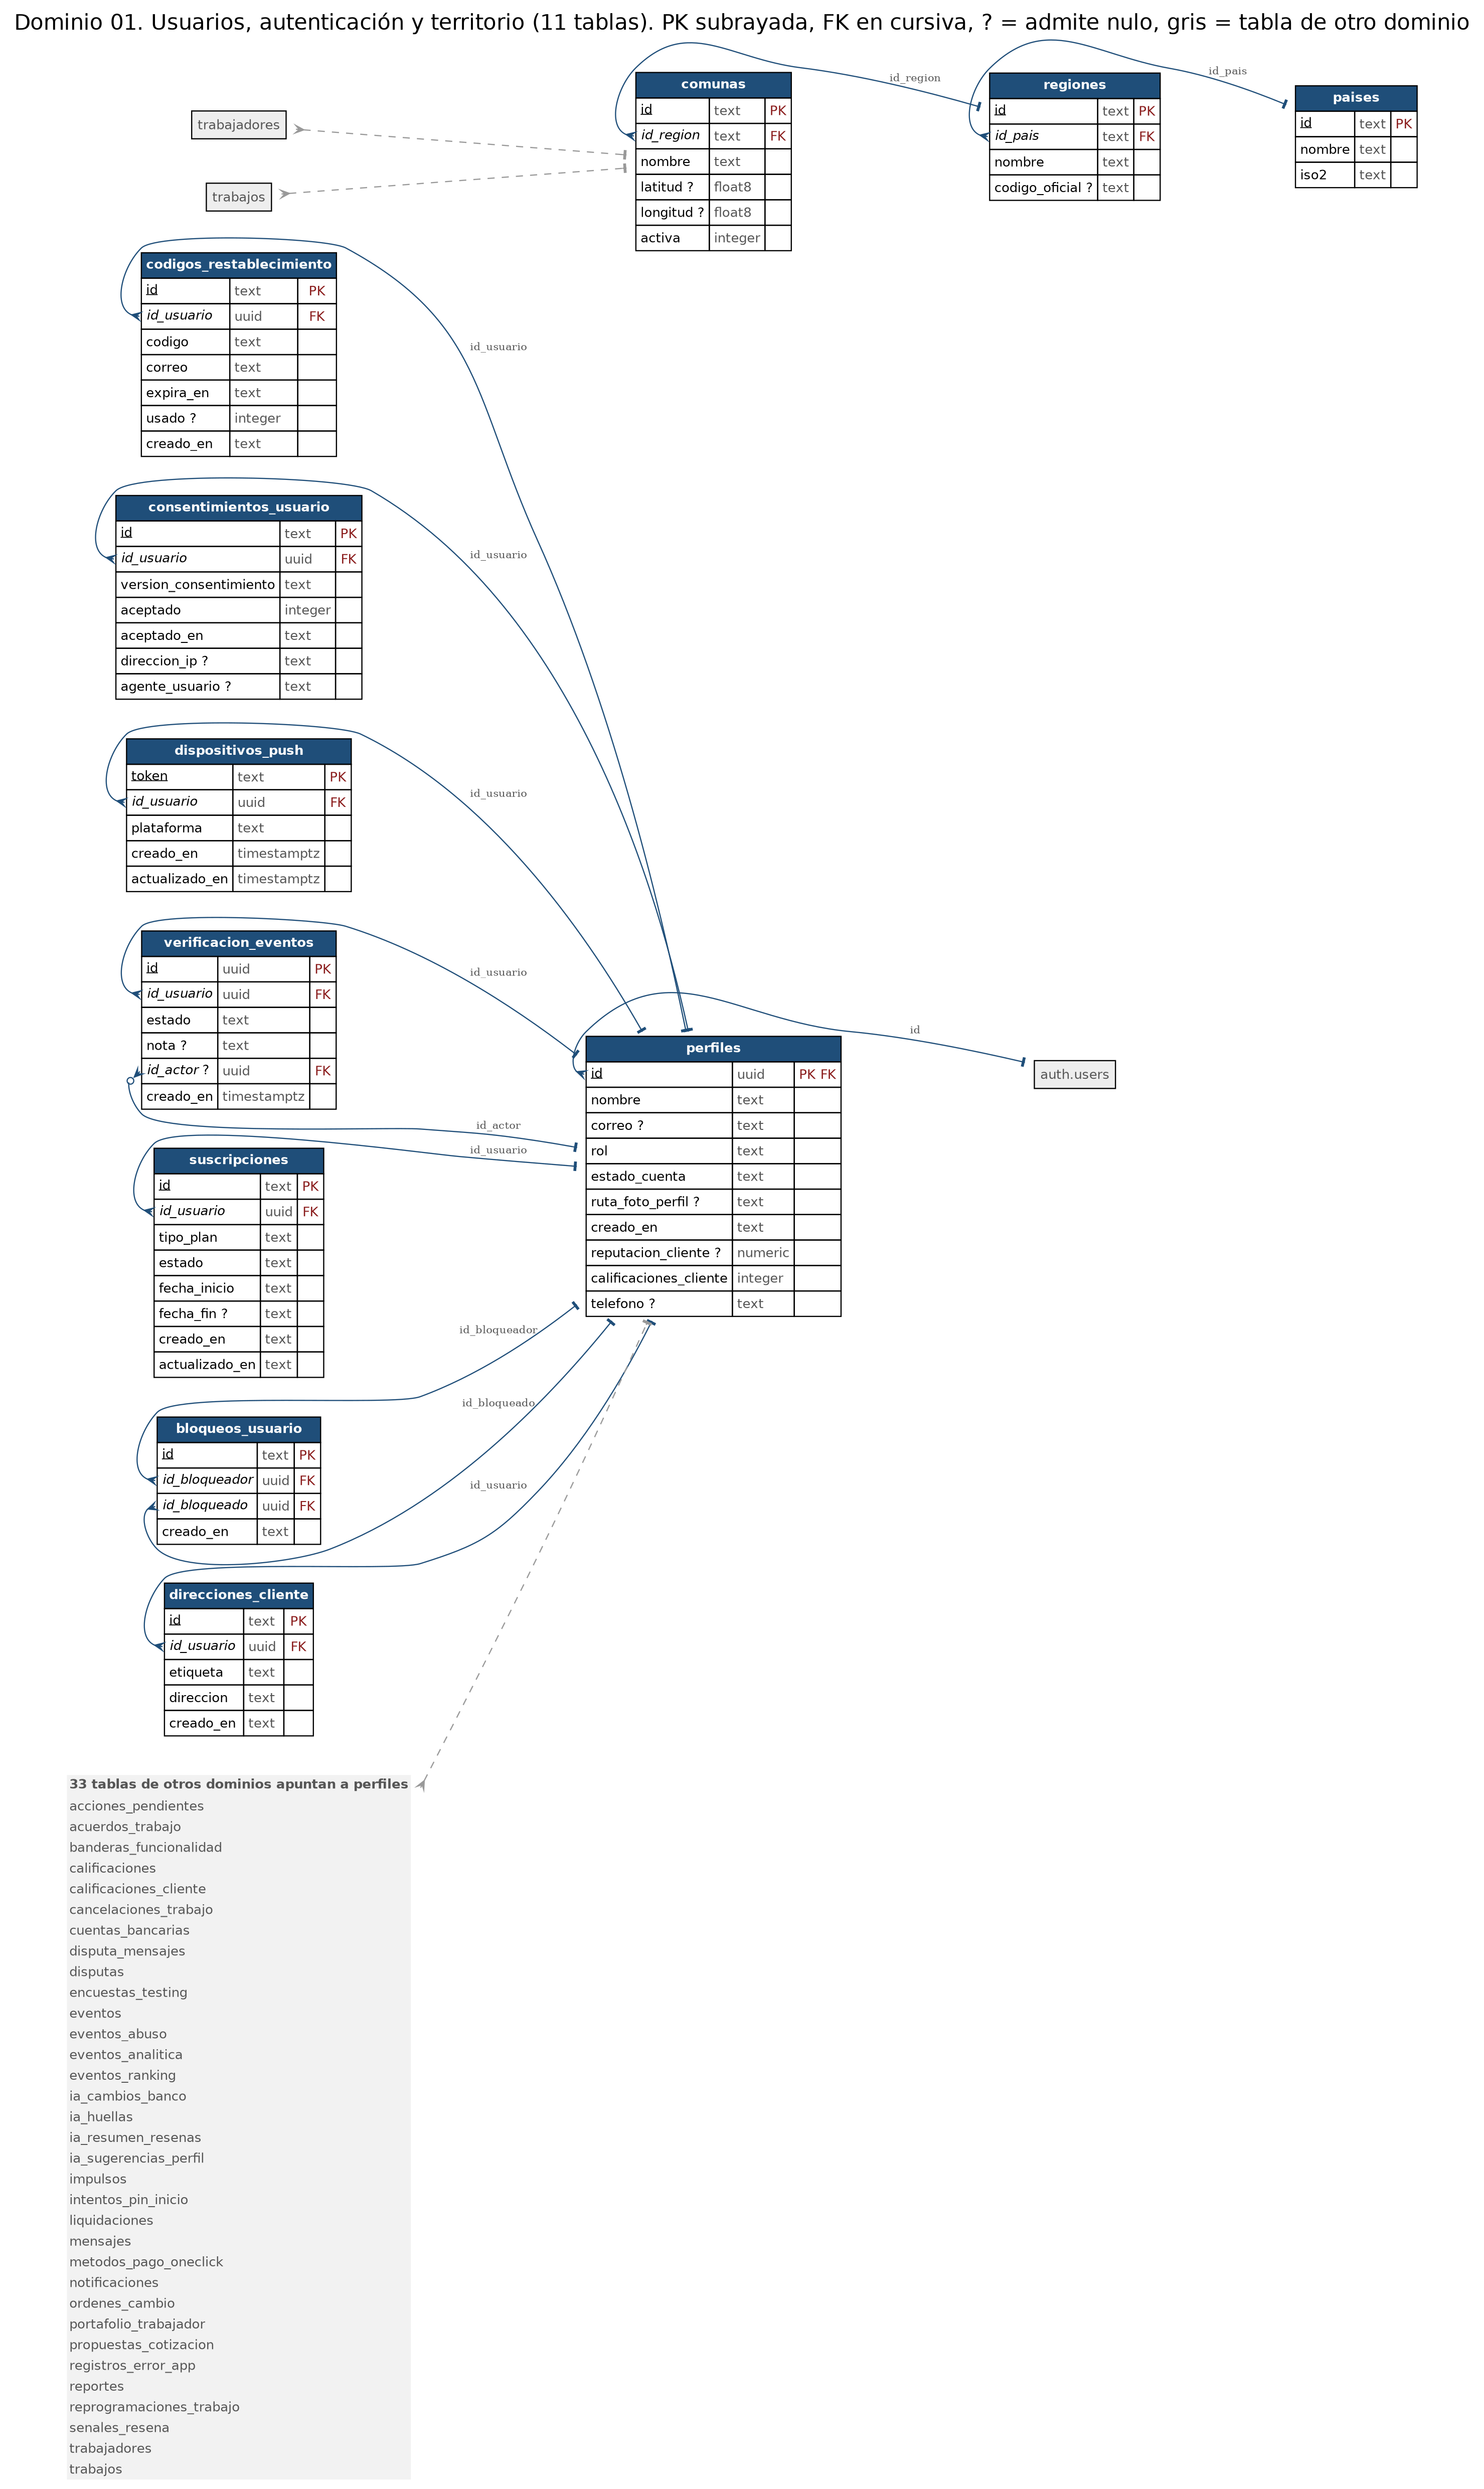 Dominio 01. Usuarios, autenticación y territorio (11 tablas). PK subrayada, FK en cursiva, ? = admite nulo, gris = tabla de otro dominio
comunas
id text PK
id_region text FK
nombre text
latitud ? float8
longitud ? float8
activa integer
id_region
regiones
id text PK
id_pais text FK
nombre text
codigo_oficial ? text
id_pais
paises
id text PK
nombre text
iso2 text
trabajadores
trabajos
codigos_restablecimiento
id text PK
id_usuario uuid FK
codigo text
correo text
expira_en text
usado ? integer
creado_en text
id_usuario
consentimientos_usuario
id text PK
id_usuario uuid FK
version_consentimiento text
aceptado integer
aceptado_en text
direccion_ip ? text
agente_usuario ? text
id_usuario
dispositivos_push
token text PK
id_usuario uuid FK
plataforma text
creado_en timestamptz
actualizado_en timestamptz
id_usuario
verificacion_eventos
id uuid PK
id_usuario uuid FK
estado text
nota ? text
id_actor ? uuid FK
creado_en timestamptz
id_usuario
id_actor
perfiles
id uuid PK FK
nombre text
correo ? text
rol text
estado_cuenta text
ruta_foto_perfil ? text
creado_en text
reputacion_cliente ? numeric
calificaciones_cliente integer
telefono ? text
id
auth.users
id_usuario
suscripciones
id text PK
id_usuario uuid FK
tipo_plan text
estado text
fecha_inicio text
fecha_fin ? text
creado_en text
actualizado_en text
id_bloqueador
id_bloqueado
bloqueos_usuario
id text PK
id_bloqueador uuid FK
id_bloqueado uuid FK
creado_en text
id_usuario
direcciones_cliente
id text PK
id_usuario uuid FK
etiqueta text
direccion text
creado_en text
33 tablas de otros dominios apuntan a perfiles
acciones_pendientes
acuerdos_trabajo
banderas_funcionalidad
calificaciones
calificaciones_cliente
cancelaciones_trabajo
cuentas_bancarias
disputa_mensajes
disputas
encuestas_testing
eventos
eventos_abuso
eventos_analitica
eventos_ranking
ia_cambios_banco
ia_huellas
ia_resumen_resenas
ia_sugerencias_perfil
impulsos
intentos_pin_inicio
liquidaciones
mensajes
metodos_pago_oneclick
notificaciones
ordenes_cambio
portafolio_trabajador
propuestas_cotizacion
registros_error_app
reportes
reprogramaciones_trabajo
senales_resena
trabajadores
trabajos